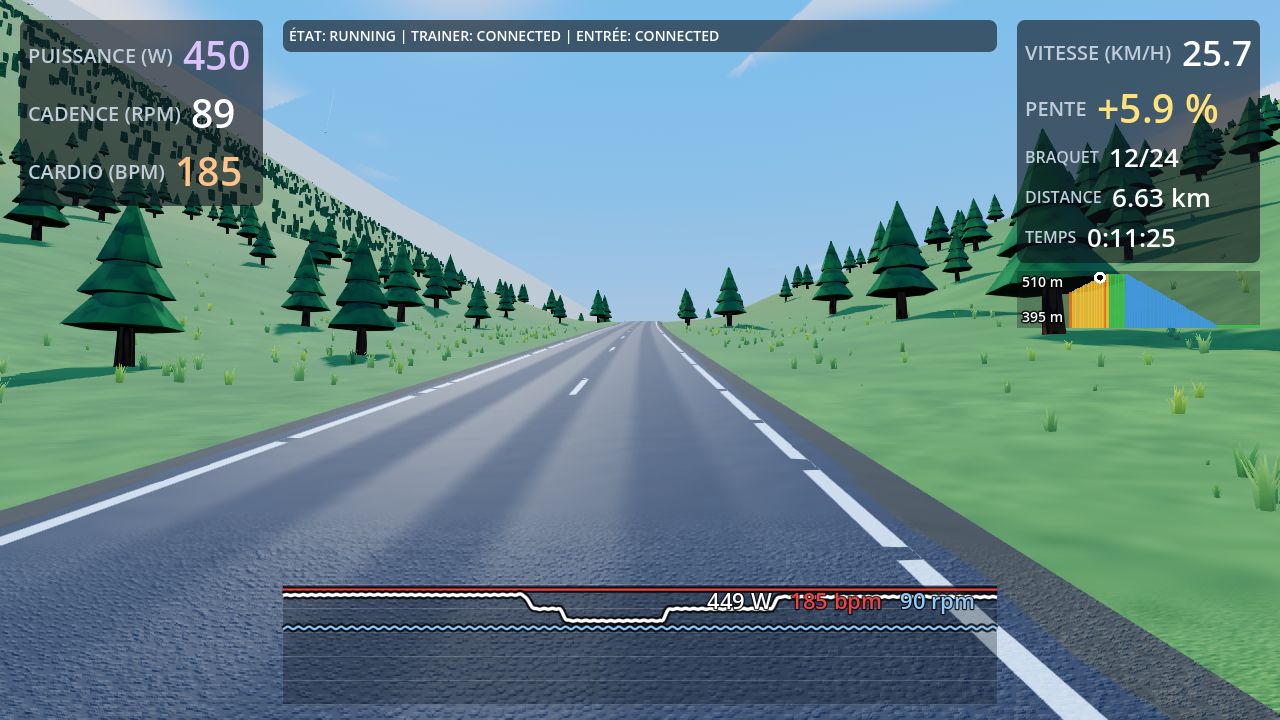 PUISSANCE (W) 450
CADENCE (RPM) 89
CARDIO (BPM) 185
ÉTAT: RUNNING | TRAINER: CONNECTED | ENTRÉE: CONNECTED
VITESSE (KM/H) 25.7
PENTE +5.9 %
BRAQUET 12/24
DISTANCE 6.63 km
TEMPS 0:11:25
510 m
395 m
449 W 185 bpm 90 rpm